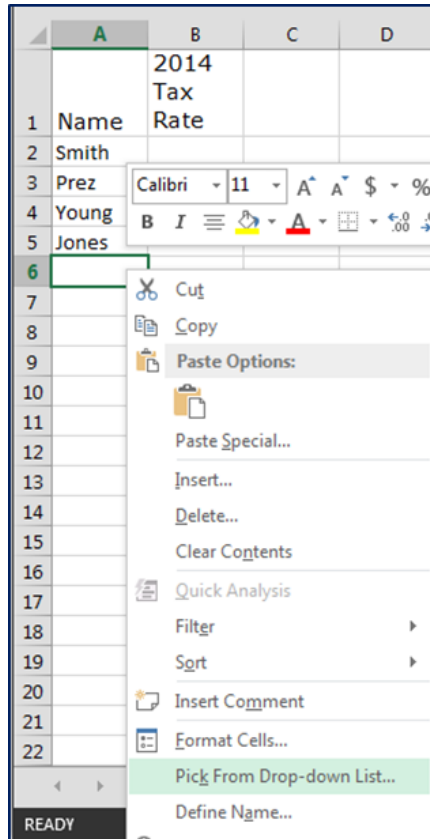 A B C D
2014
Tax
1 Name Rate
2 Smith
3 Prez
Calibri 11 A A $ %
4 Young
B I A .00
5 Jones
6
Cut
7
Copy
8
9 Paste Options:
10
11
Paste Special...
12
13 Insert...
14 Delete...
15 Clear Contents
16
Quick Analysis
17
18 Filter
19 Sort
20
Insert Comment
21
22 Format Cells...
Pick From Drop-down List...
READY Define Name...